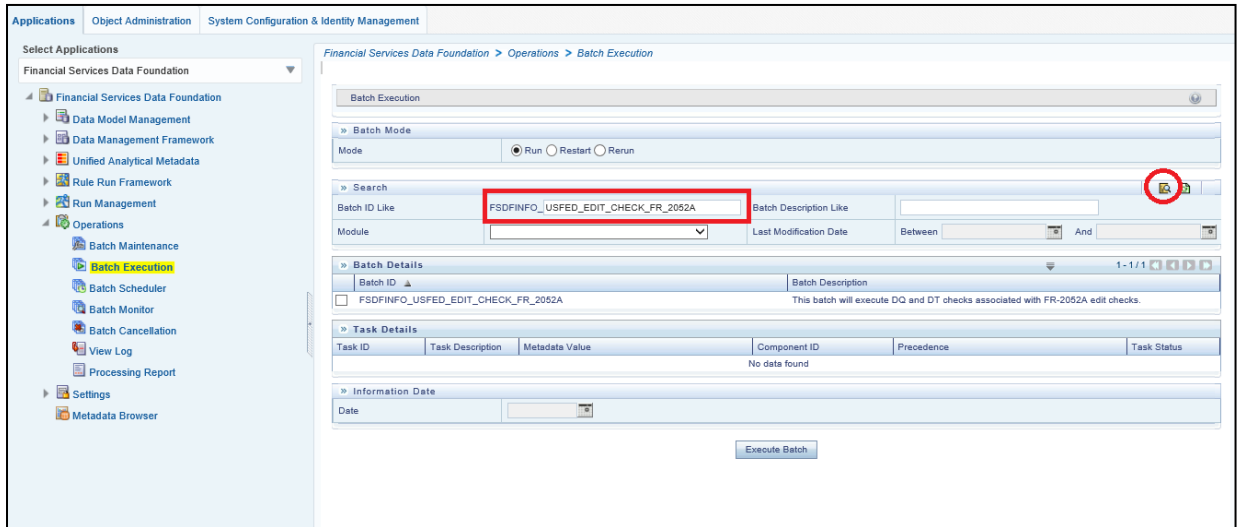 Applications Object Administration System Configuration & Identity Management
Select Applications
Financial Services Data Foundation
Financial Services Data Foundation
Data Model Management
Data Management Framework
Unified Analytical Metadata
Rule Run Framework
Run Management
Operations
Batch Maintenance
Batch Execution
Batch Scheduler
Batch Monitor
Batch Cancellation
View Log
Processing Report
Settings
Metadata Browser
Financial Services Data Foundation > Operations > Batch Execution
Batch Execution
» Batch Mode
Mode Run Restart Rerun
» Search
Batch ID Like FSDFINFO_ USFED_EDIT_CHECK_FR_2052A Batch Description Like
Module Last Modification Date Between And
» Batch Details 1-1/1
Batch ID Batch Description
FSDFINFO_USFED_EDIT_CHECK_FR_2052A This batch will execute DQ and DT checks associated with FR-2052A edit checks.
» Task Details
Task ID Task Description Metadata Value Component ID Precedence Task Status
No data found
» Information Date
Date
Execute Batch